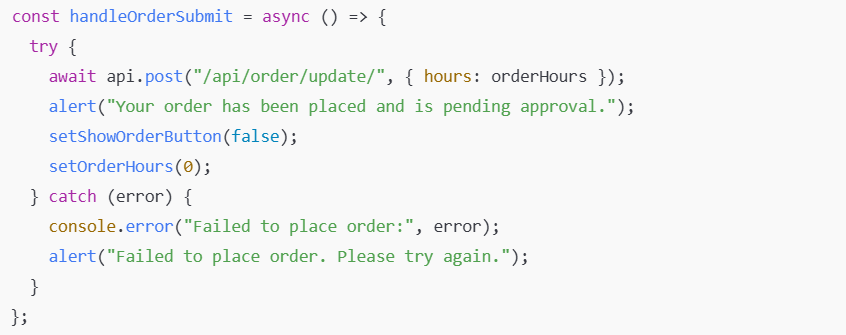 const handleOrderSubmit = async () => {
  try {
    await api.post("/api/order/update/", { hours: orderHours });
    alert("Your order has been placed and is pending approval.");
    setShowOrderButton(false);
    setOrderHours(0);
  } catch (error) {
    console.error("Failed to place order:", error);
    alert("Failed to place order. Please try again.");
  }
};